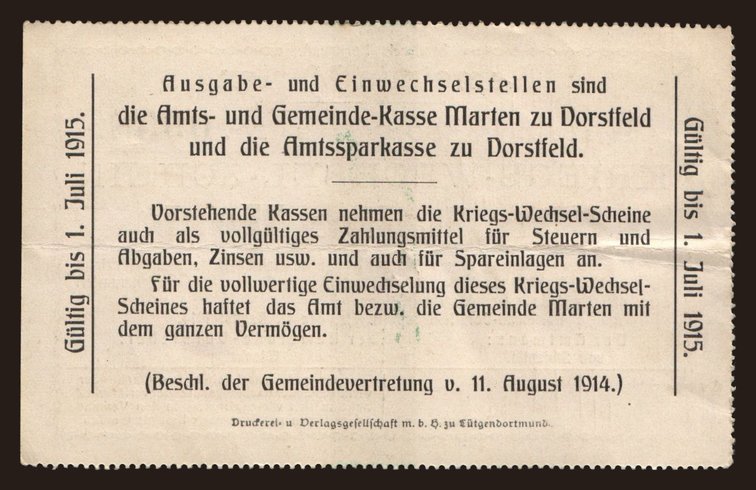 Ausgabe- und Einwechselstellen sind
die Amts- und Gemeinde-Kasse Marten zu Dorstfeld
und die Amtssparkasse zu Dorstfeld.
Vorstehende Kassen nehmen die Kriegs-Wechsel-Scheine
auch als vollgültiges Zahlungsmittel für Steuern und
Abgaben, Zinsen usw. und auch für Spareinlagen an.
Für die vollwertige Einwechselung dieses Kriegs-Wechsel-
Scheines haftet das Amt bezw. die Gemeinde Marten mit
dem ganzen Vermögen.
(Beschl. der Gemeindevertretung v. 11. August 1914.)
Druckerei- u Verlagsgesellschaft m. b. H. zu Lütgendortmund.
Gültig bis 1. Juli 1915.
Gültig bis 1. Juli 1915.